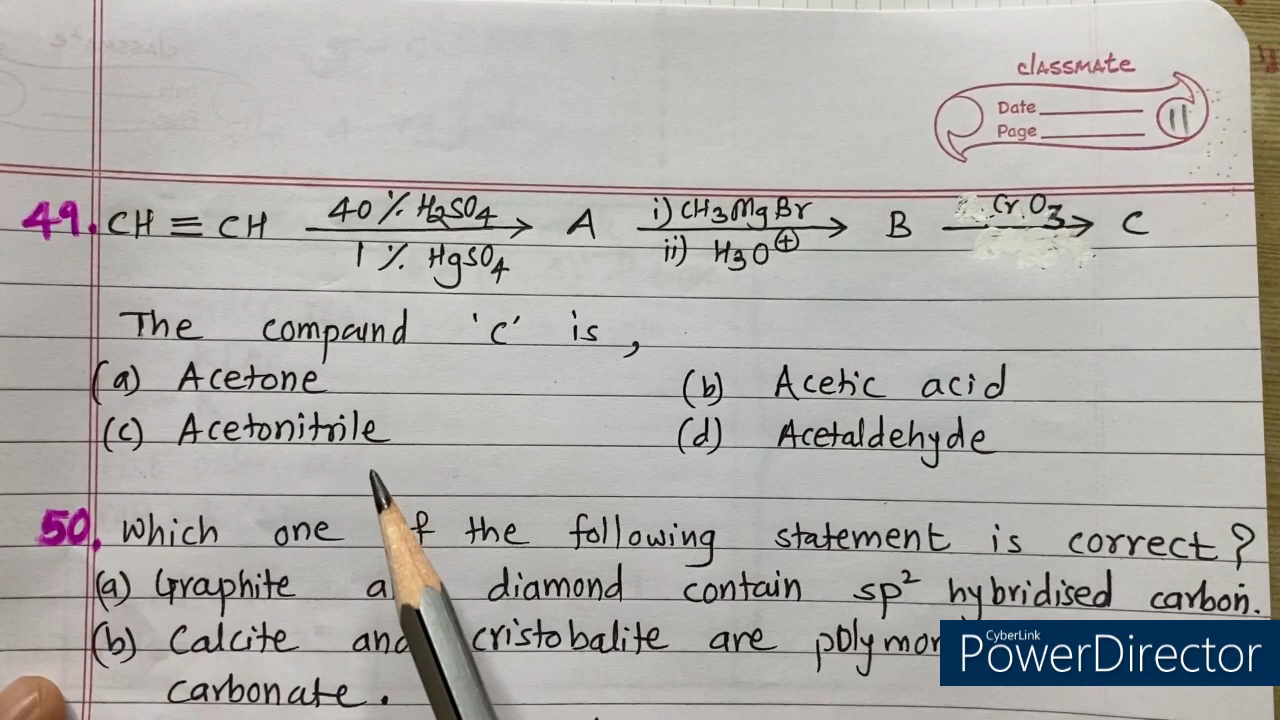 classmate
Date
Page
11
49. CH ≡ CH 40 % H2SO4 / 1 % HgSO4 → A i) CH3MgBr / ii) H3O⊕ → B CrO3 → C
The compound 'C' is,
(a) Acetone (b) Acetic acid
(c) Acetonitrile (d) Acetaldehyde
50. Which one of the following statement is correct?
(a) Graphite diamond contain sp² hybridised carbon.
(b) Calcite and cristobalite are
carbonate.
CyberLink
PowerDirector